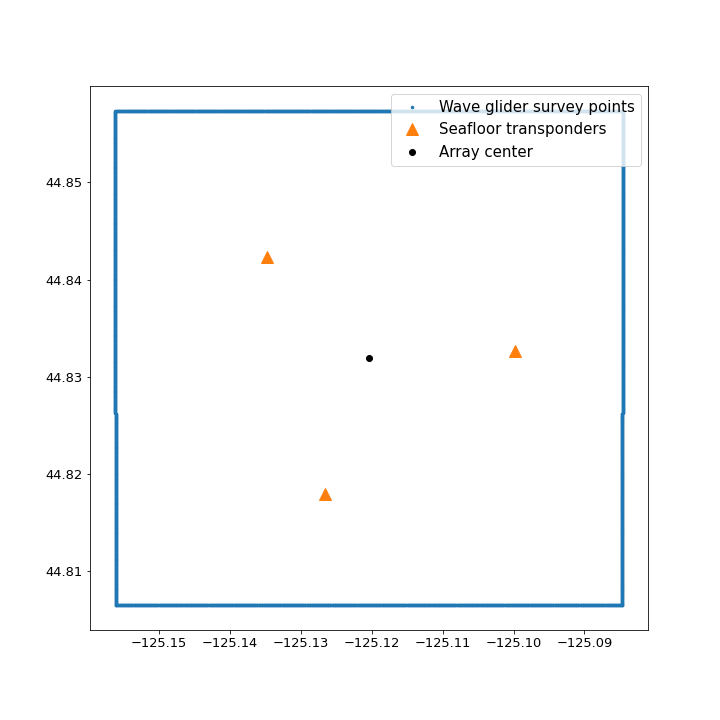 Wave glider survey points
Seafloor transponders
Array center
44.85
44.84
44.83
44.82
44.81
−125.15 −125.14 −125.13 −125.12 −125.11 −125.10 −125.09